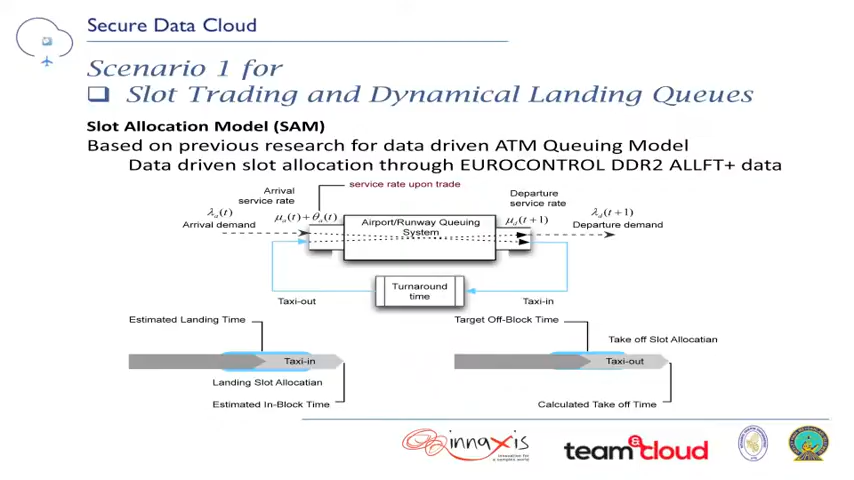 Secure Data Cloud
Scenario 1 for
Slot Trading and Dynamical Landing Queues
Slot Allocation Model (SAM)
Based on previous research for data driven ATM Queuing Model
Data driven slot allocation through EUROCONTROL DDR2 ALLFT+ data
service rate upon trade
Arrival
service rate
Departure
service rate
λa(t)
μa(t)+θa(t)
μd(t+1)
λd(t+1)
Arrival demand
Airport/Runway Queuing
System
Departure demand
Turnaround
time
Taxi-out
Taxi-in
Estimated Landing Time
Target Off-Block Time
Take off Slot Allocatian
Taxi-in
Taxi-out
Landing Slot Allocatian
Estimated In-Block Time
Calculated Take off Time
innaxis
innovation for
a complex world
team e cloud